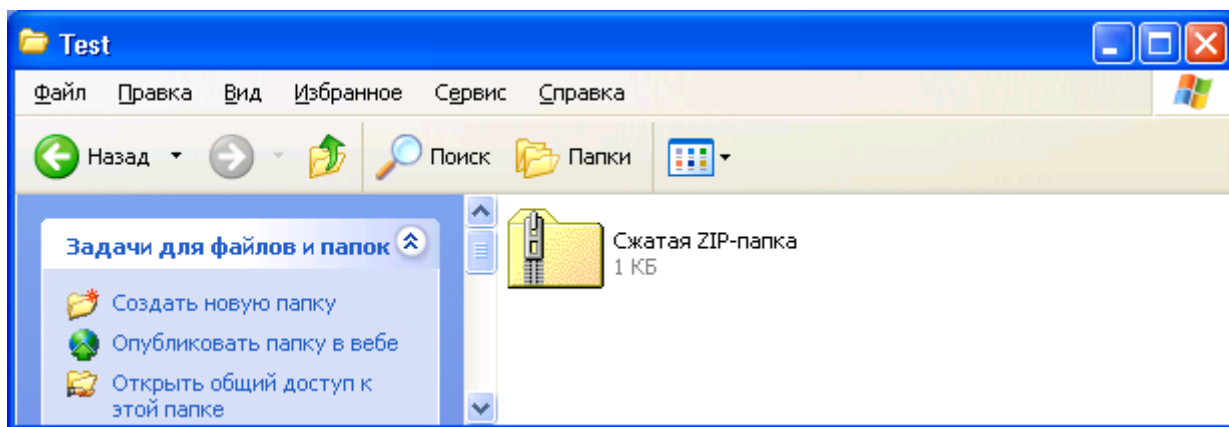 Test
Файл Правка Вид Избранное Сервис Справка
Назад Поиск Папки
Задачи для файлов и папок
Создать новую папку
Опубликовать папку в вебе
Открыть общий доступ к
этой папке
Сжатая ZIP-папка
1 КБ